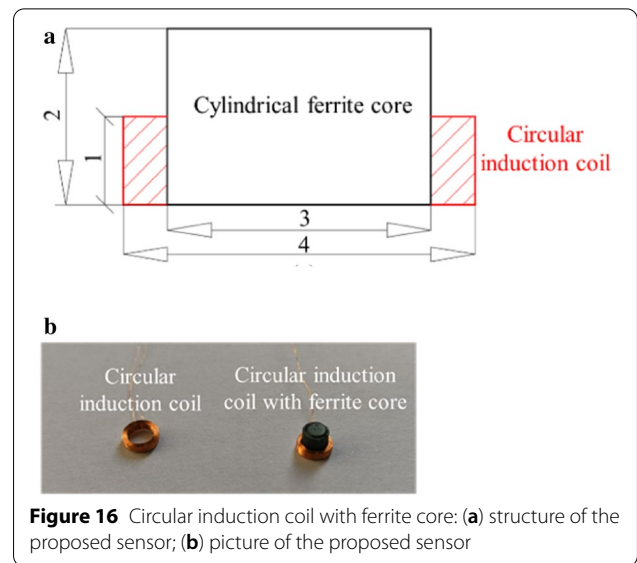 a
Cylindrical ferrite core
Circular
induction coil
2
1
3
4
b
Circular
induction coil
Circular induction
coil with ferrite core
Figure 16 Circular induction coil with ferrite core: (a) structure of the
proposed sensor; (b) picture of the proposed sensor